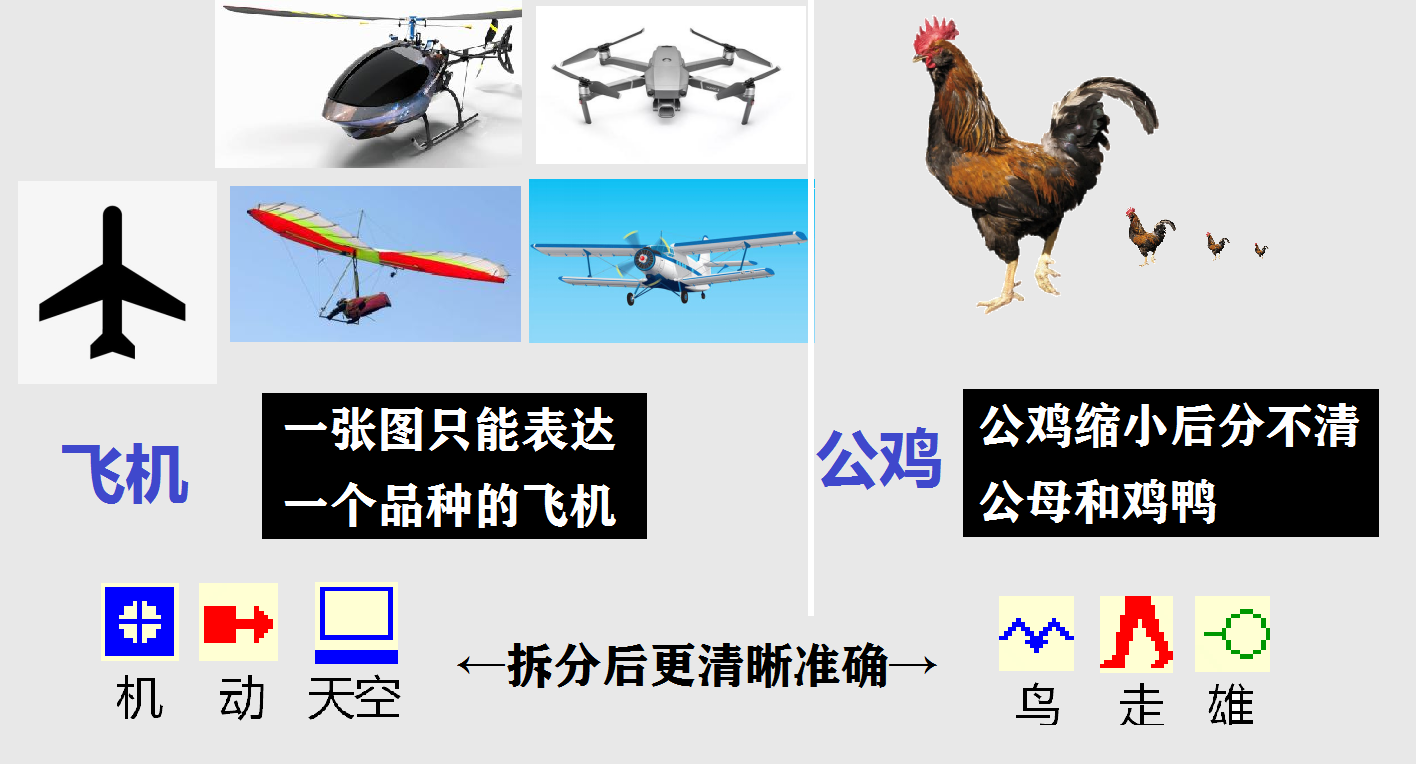 飞机
一张图只能表达
一个品种的飞机
公鸡
公鸡缩小后分不清
公母和鸡鸭
机 动 天空
←拆分后更清晰准确→
鸟 走 雄